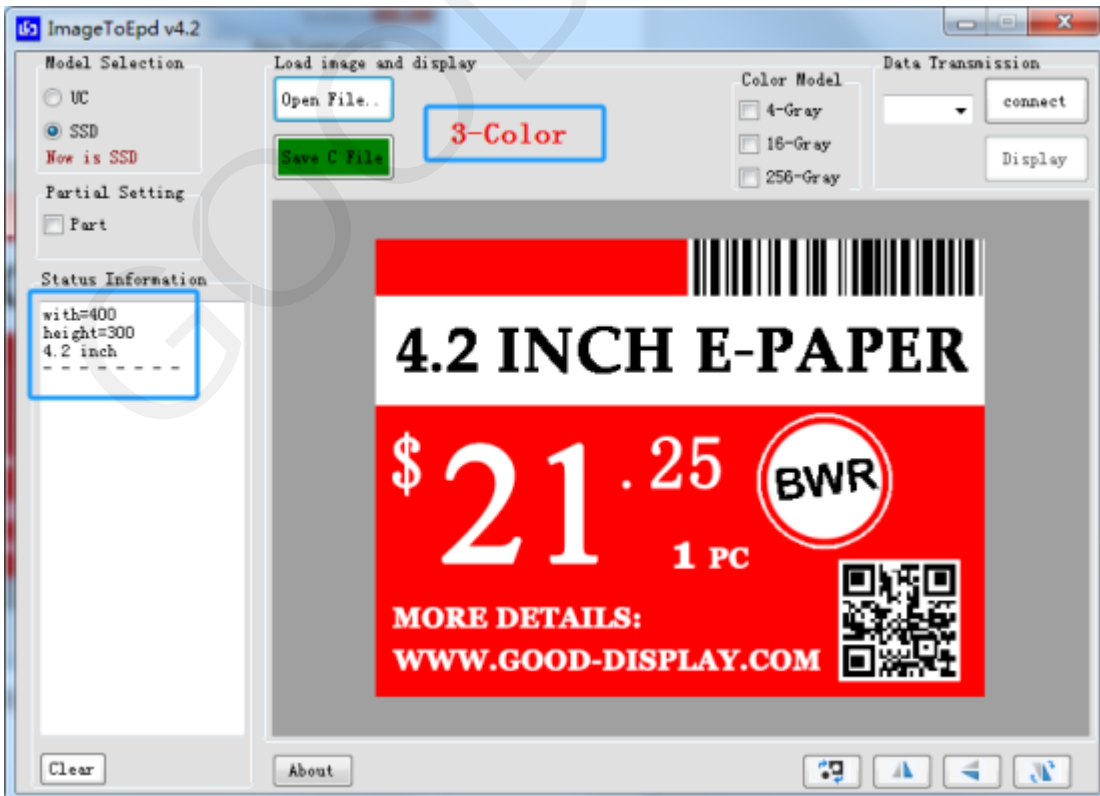 ImageToEpd v4.2
Model Selection
UC
SSD
Now is SSD
Partial Setting
Part
Status Information
with=400
height=300
4.2 inch
- - - - - - - -
Clear
Load image and display
Open File..
Save C File
3-Color
Color Model
4-Gray
16-Gray
256-Gray
Data Transmission
connect
Display
4.2 INCH E-PAPER
$21.25
BWR
1 PC
MORE DETAILS:
WWW.GOOD-DISPLAY.COM
About